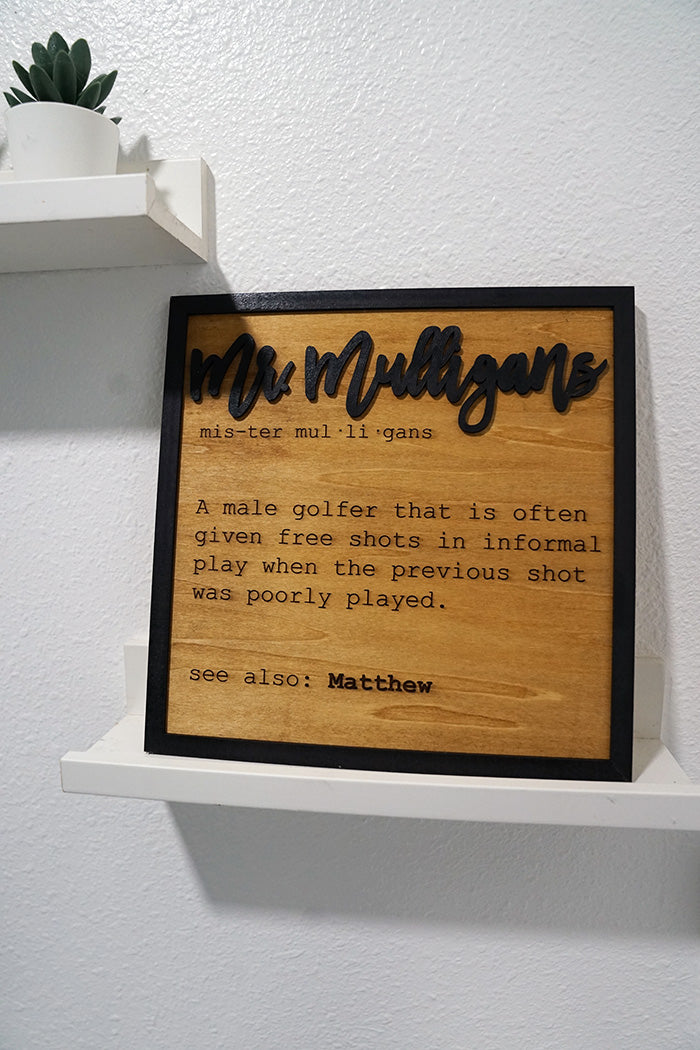 Mr. Mulligans
mis-ter mul·li·gans
A male golfer that is often
given free shots in informal
play when the previous shot
was poorly played.
see also: Matthew